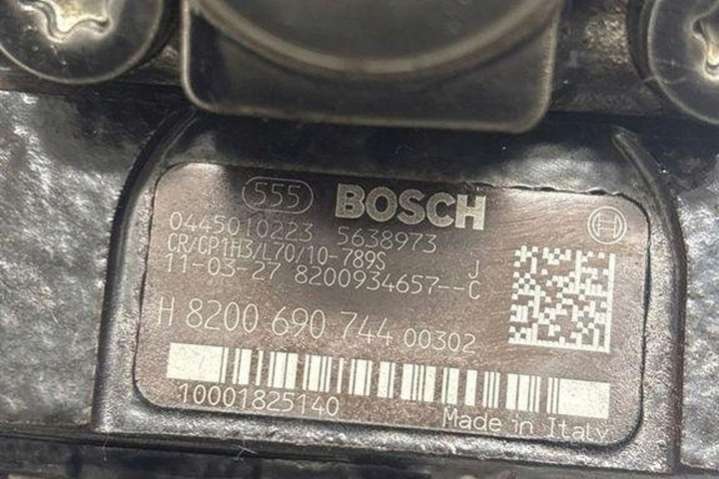 555 BOSCH
0445010223 5638973
CR/CP1H3/L70/10-789S J
11-03-27 8200934657--C
H 8200 690 744 00302
10001825140 Made in Italy